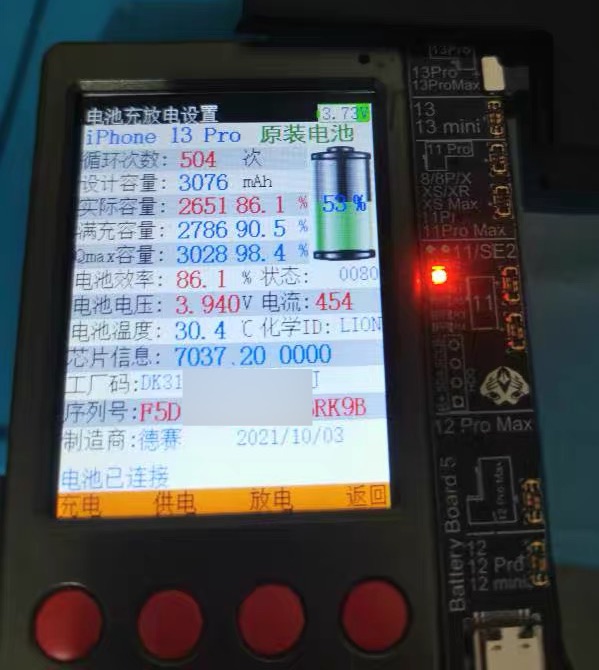 电池充放电设置
3.73V
iPhone 13 Pro 原装电池
循环次数: 504 次
设计容量: 3076 mAh
实际容量: 2651 86.1 %
满充容量: 2786 90.5 %
53 %
Qmax容量: 3028 98.4 %
电池效率: 86.1 % 状态: 0080
电池电压: 3.940V 电流: 454
电池温度: 30.4 ℃ 化学ID: LION
芯片信息: 7037.20 0000
工厂码:DK31
序列号:F5D RK9B
制造商:德赛 2021/10/03
电池已连接
充电 供电 放电 返回
13Pro
13Pro
13ProMax
13
13 mini
11 Pro
8/8P/X
XS/XR
XS Max
11Pro Max
11/SE2
11
12 Pro Max
12 Pro Max
Battery Board 5
12
12 Pro
12 mini